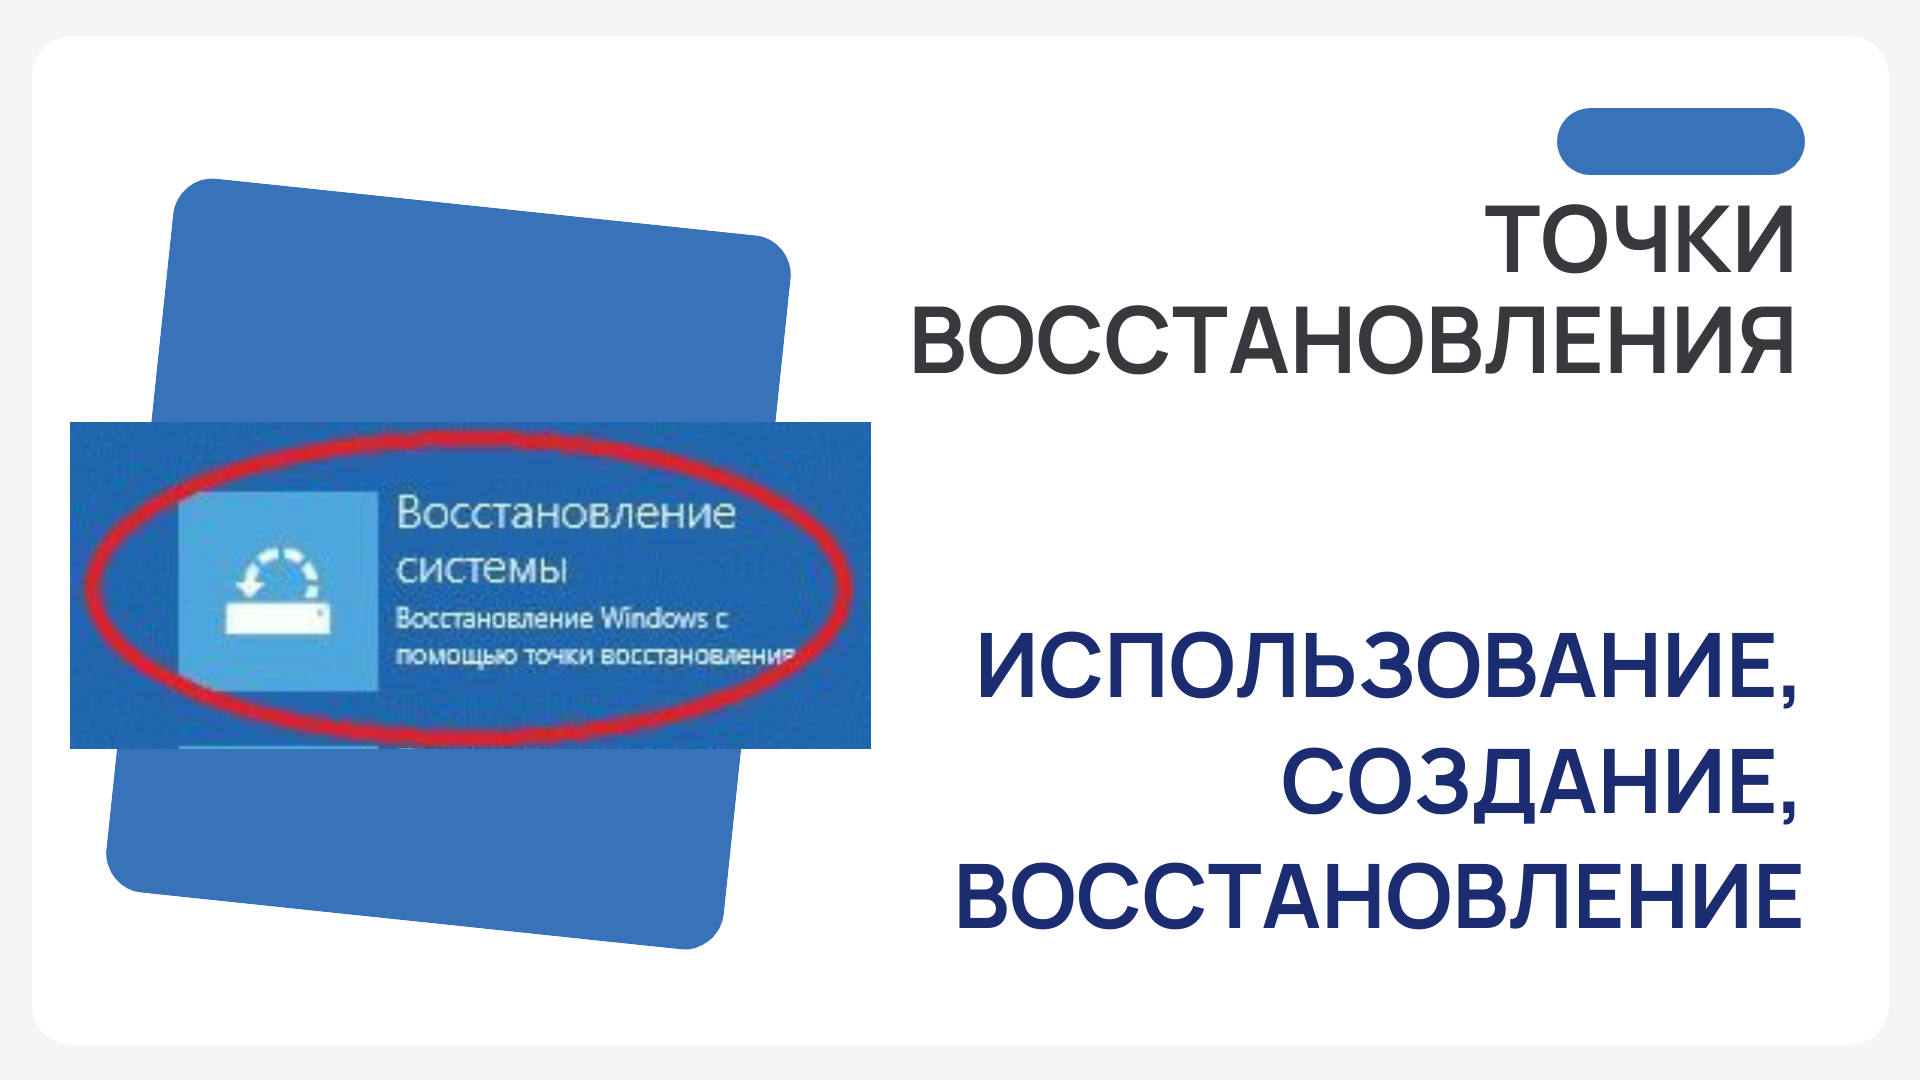 ТОЧКИ
ВОССТАНОВЛЕНИЯ
Восстановление
системы
Восстановление Windows с
помощью точки восстановления
ИСПОЛЬЗОВАНИЕ,
СОЗДАНИЕ,
ВОССТАНОВЛЕНИЕ